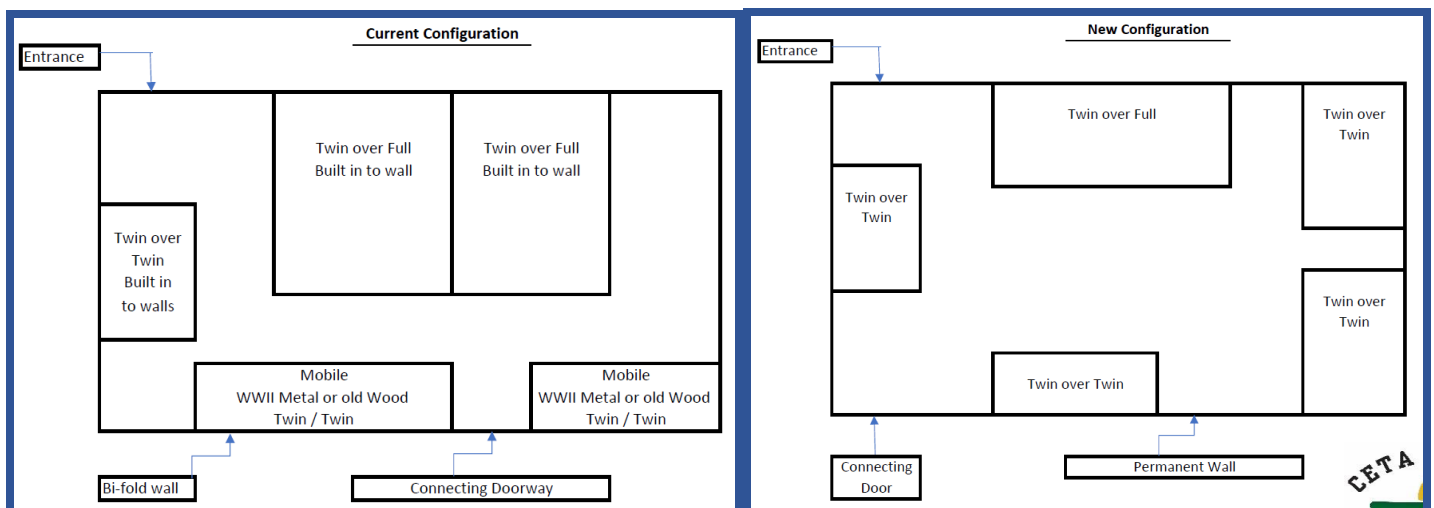 Current Configuration
Entrance
Twin over Full
Built in to wall
Twin over Full
Built in to wall
Twin over
Twin
Built in
to walls
Mobile
WWII Metal or old Wood
Twin / Twin
Mobile
WWII Metal or old Wood
Twin / Twin
Bi-fold wall
Connecting Doorway
New Configuration
Entrance
Twin over Full
Twin over
Twin
Twin over
Twin
Twin over
Twin
Twin over Twin
Connecting
Door
Permanent Wall
CETA